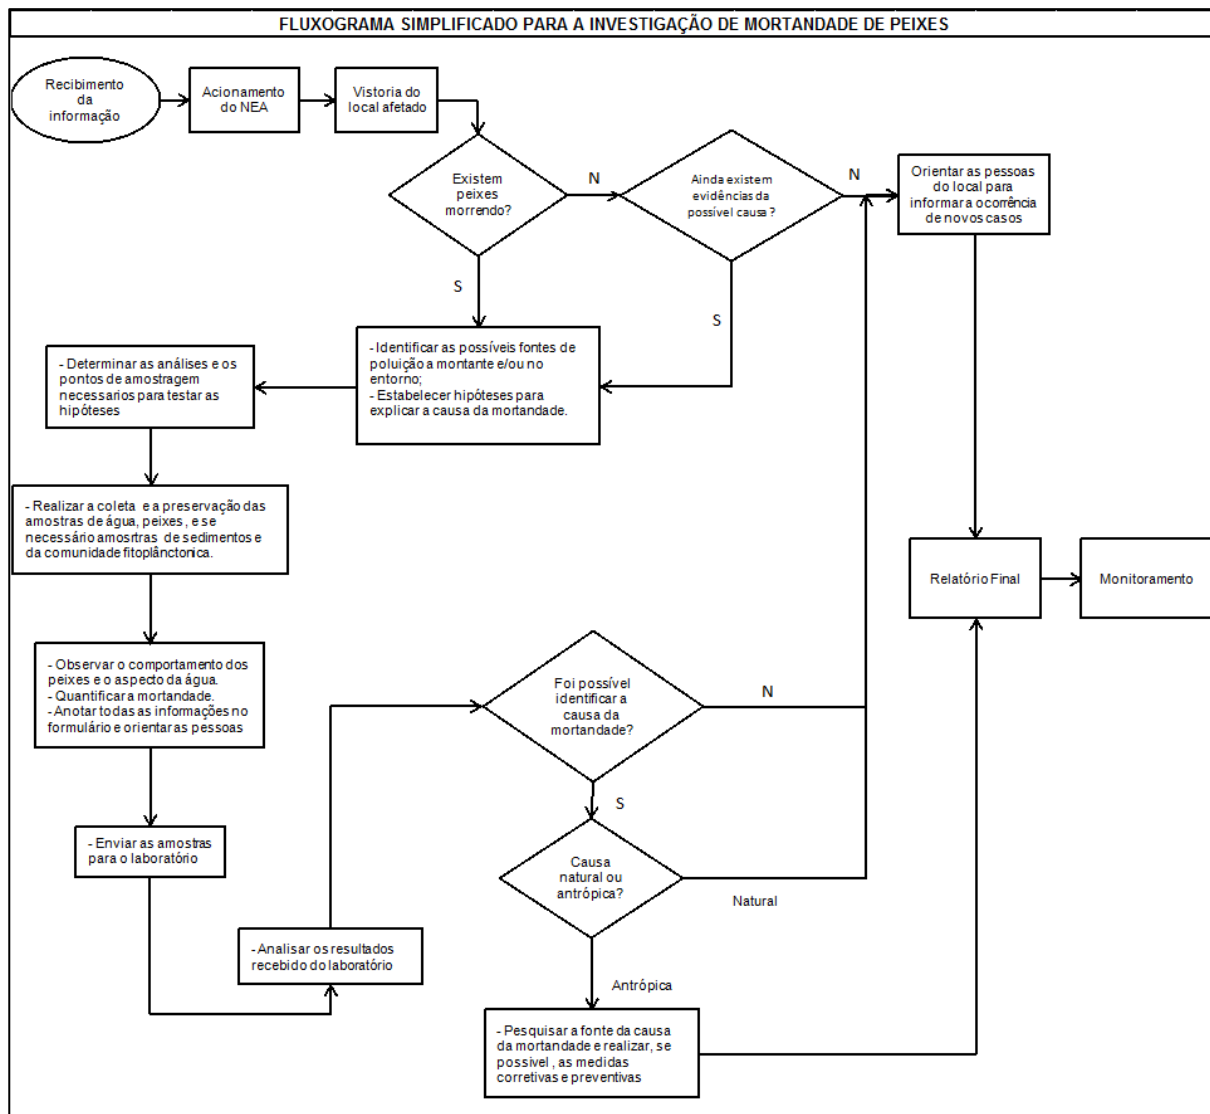 FLUXOGRAMA SIMPLIFICADO PARA A INVESTIGAÇÃO DE MORTANDADE DE PEIXES
Recibimento
da
informação
Acionamento
do NEA
Vistoria do
local afetado
Existem
peixes
morrendo?
N
Ainda existem
evidências da
possível causa?
N
Orientar as pessoas
do local para
informar a ocorrência
de novos casos
S
S
- Identificar as possíveis fontes de
poluição a montante e/ou no
entorno;
- Estabelecer hipóteses para
explicar a causa da mortandade.
- Determinar as análises e os
pontos de amostragem
necessarios para testar as
hipóteses
- Realizar a coleta e a preservação das
amostras de água, peixes, e se
necessário amosrtras de sedimentos e
da comunidade fitoplânctonica.
Relatório Final
Monitoramento
- Observar o comportamento dos
peixes e o aspecto da água.
- Quantificar a mortandade.
- Anotar todas as informações no
formulário e orientar as pessoas
Foi possível
identificar a
causa da
mortandade?
N
S
- Enviar as amostras
para o laboratório
Causa
natural ou
antrópica?
Natural
- Analisar os resultados
recebido do laboratório
Antrópica
- Pesquisar a fonte da causa
da mortandade e realizar, se
possivel , as medidas
corretivas e preventivas